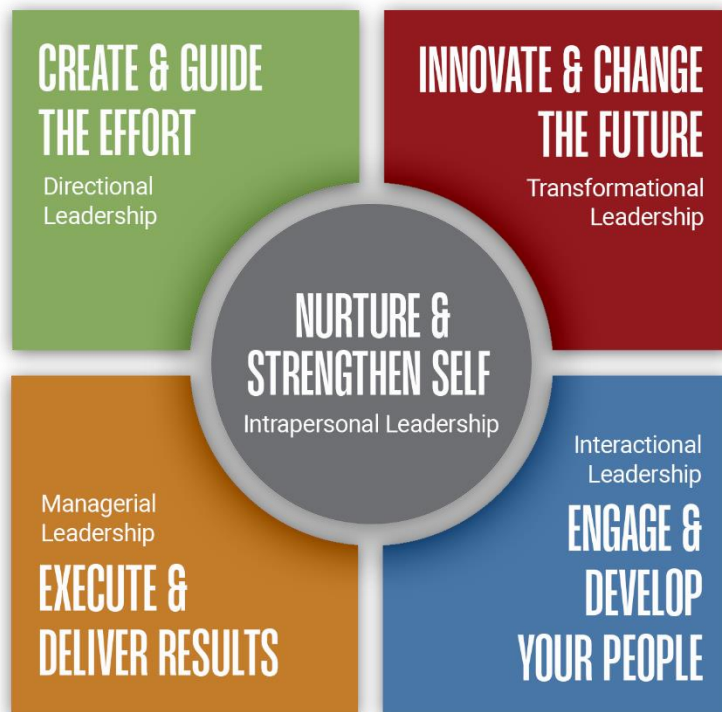 CREATE & GUIDE
THE EFFORT
Directional
Leadership
INNOVATE & CHANGE
THE FUTURE
Transformational
Leadership
NURTURE &
STRENGTHEN SELF
Intrapersonal Leadership
Managerial
Leadership
EXECUTE &
DELIVER RESULTS
Interactional
Leadership
ENGAGE &
DEVELOP
YOUR PEOPLE